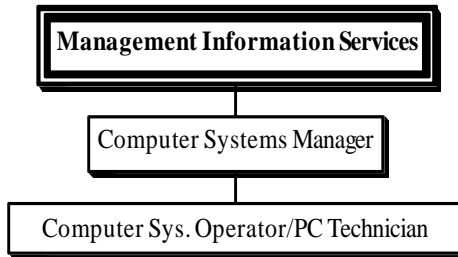 Management Information Services
Computer Systems Manager
Computer Sys. Operator/PC Technician